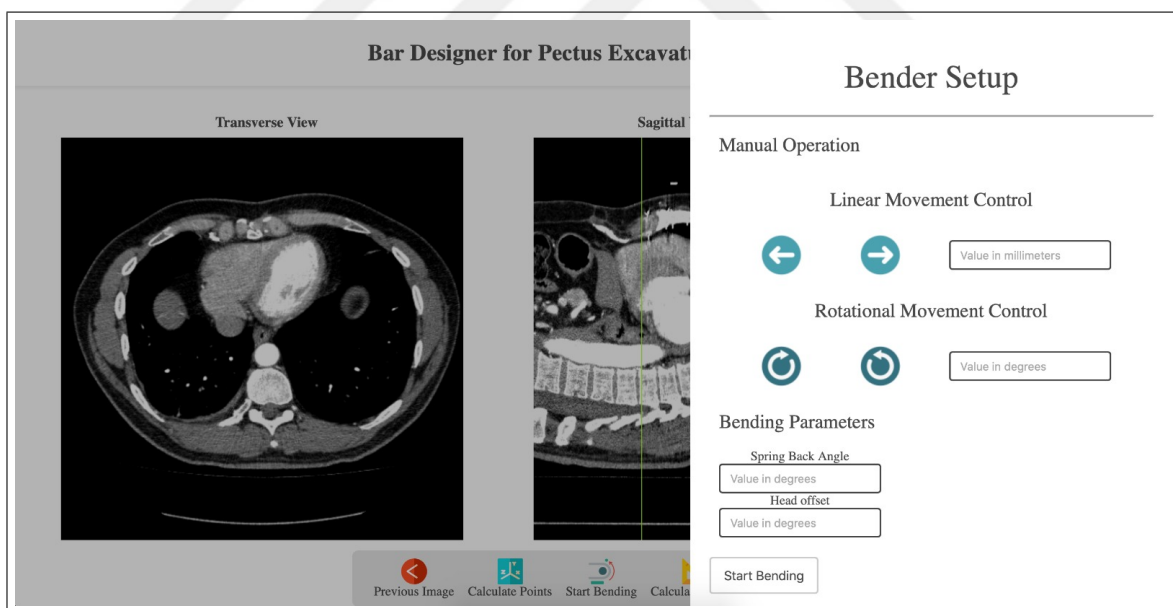 Bar Designer for Pectus Excavatu
Transverse View
Sagittal
Previous Image
Calculate Points
Start Bending
Calcula
Bender Setup
Manual Operation
Linear Movement Control
Value in millimeters
Rotational Movement Control
Value in degrees
Bending Parameters
Spring Back Angle
Value in degrees
Head offset
Value in degrees
Start Bending